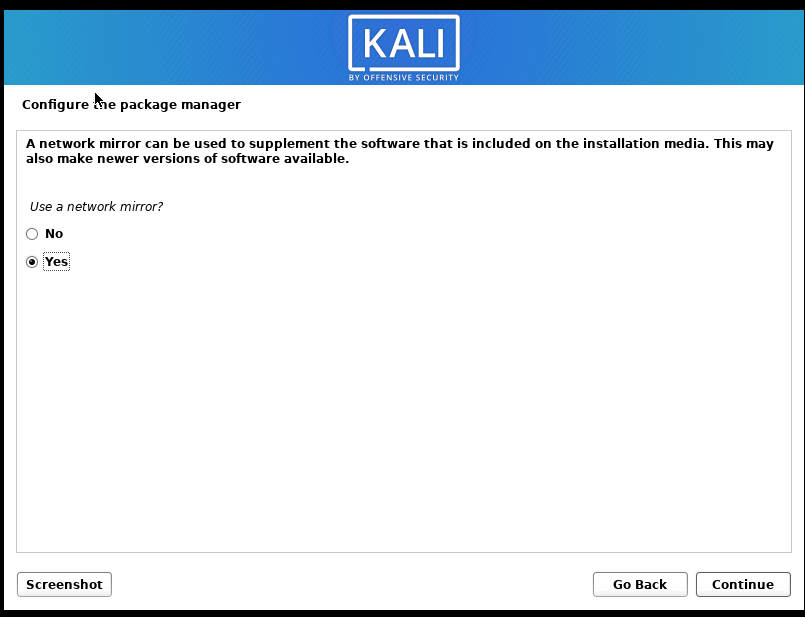 KALI
BY OFFENSIVE SECURITY
Configure the package manager
A network mirror can be used to supplement the software that is included on the installation media. This may
also make newer versions of software available.
Use a network mirror?
No
Yes
Screenshot
Go Back
Continue